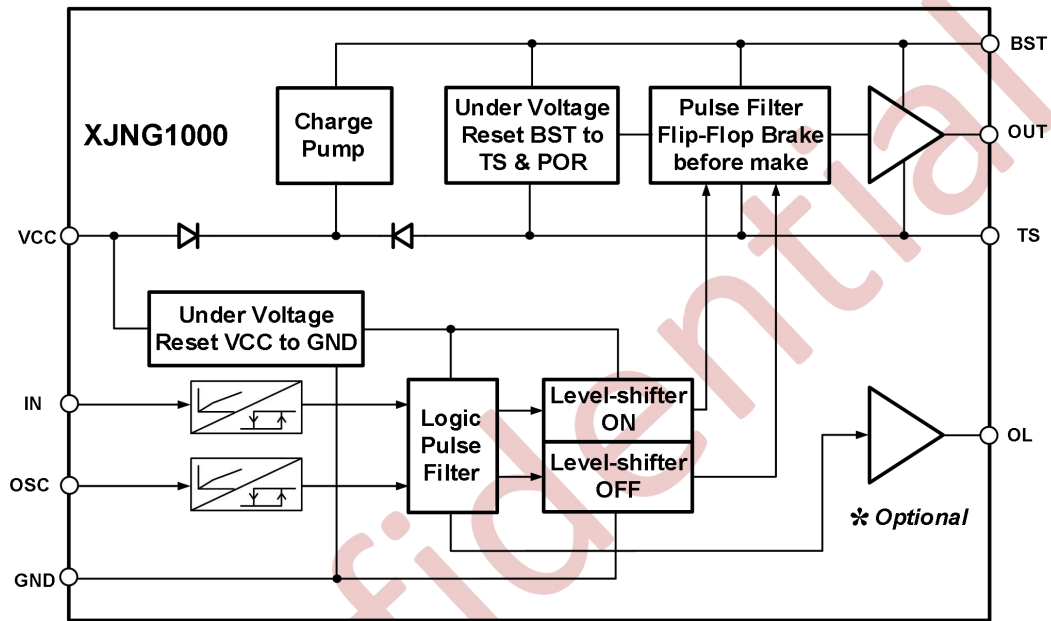 BST
XJNG1000
Charge
Pump
Under Voltage
Reset BST to
TS & POR
Pulse Filter
Flip-Flop Brake
before make
OUT
VCC
TS
Under Voltage
Reset VCC to GND
IN
Logic
Pulse
Filter
Level-shifter
ON
Level-shifter
OFF
OL
OSC
* Optional
GND
fidential